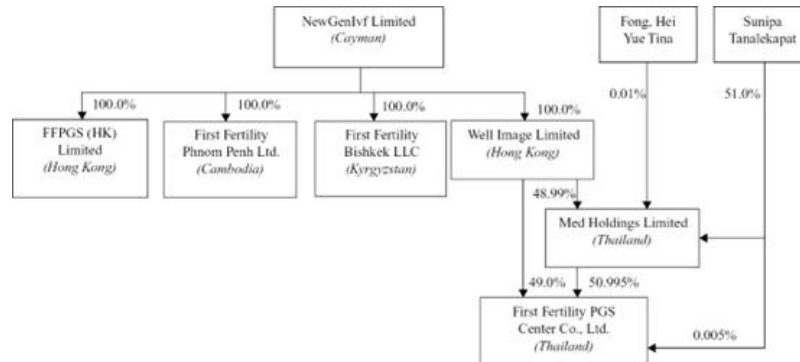 NewGenIvf Limited
(Cayman)
Fong, Hei
Yue Tina
Sunipa
Tanalekapat
100.0%
100.0%
100.0%
100.0%
0.01%
51.0%
FFPGS (HK)
Limited
(Hong Kong)
First Fertility
Phnom Penh Ltd.
(Cambodia)
First Fertility
Bishkek LLC
(Kyrgyzstan)
Well Image Limited
(Hong Kong)
48.99%
Med Holdings Limited
(Thailand)
49.0%
50.995%
First Fertility PGS
Center Co., Ltd.
(Thailand)
0.005%